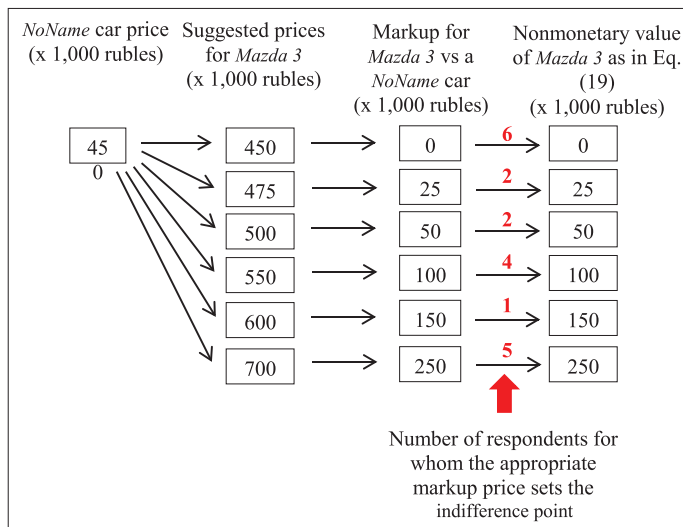 NoName car price
(x 1,000 rubles)
Suggested prices
for Mazda 3
(x 1,000 rubles)
Markup for
Mazda 3 vs a
NoName car
(x 1,000 rubles)
Nonmonetary value
of Mazda 3 as in Eq.
(19)
(x 1,000 rubles)
45
0
450
0
6
0
475
25
2
25
500
50
2
50
550
100
4
100
600
150
1
150
700
250
5
250
Number of respondents for
whom the appropriate
markup price sets the
indifference point